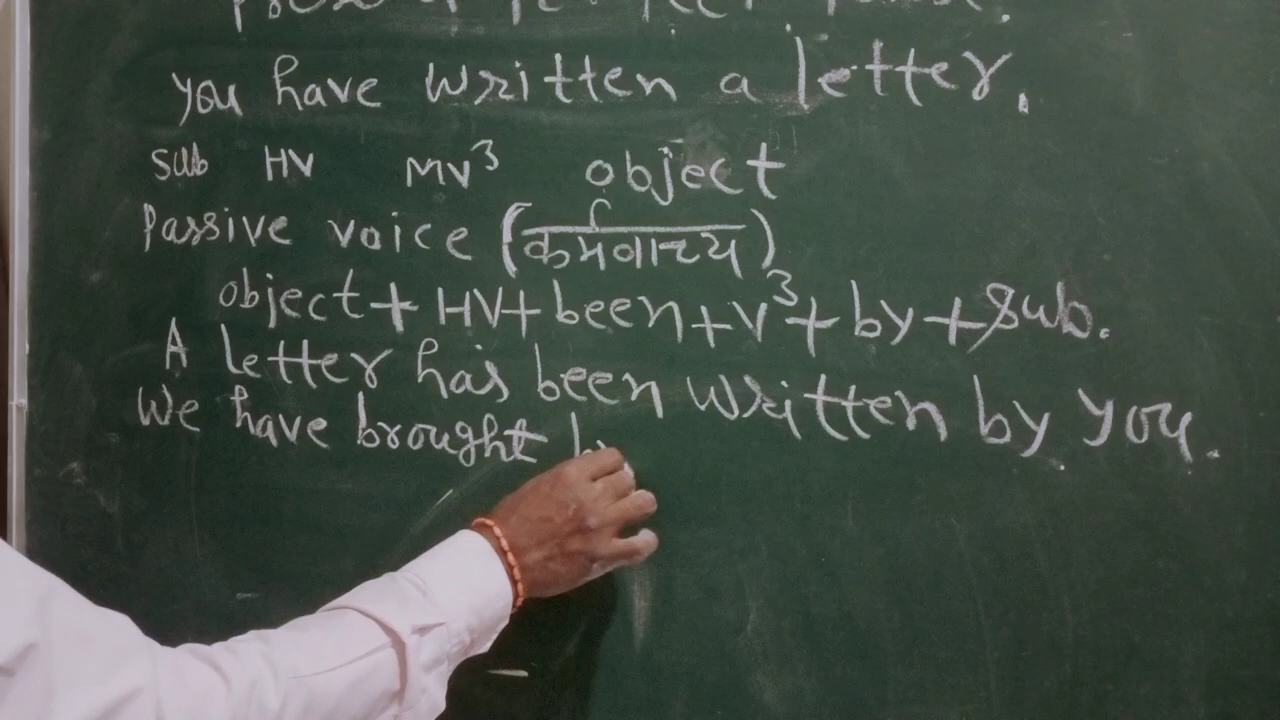 you have written a letter.
Sub HV MV³ object
Passive voice (कर्मवाच्य)
object + HV + been + V³ + by + Sub.
A letter has been written by you.
We have brought